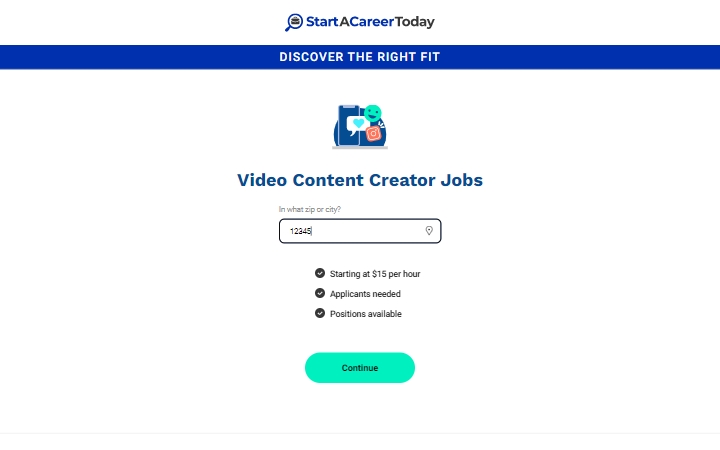 StartACareerToday
DISCOVER THE RIGHT FIT
Video Content Creator Jobs
In what zip or city?
12345
Starting at $15 per hour
Applicants needed
Positions available
Continue